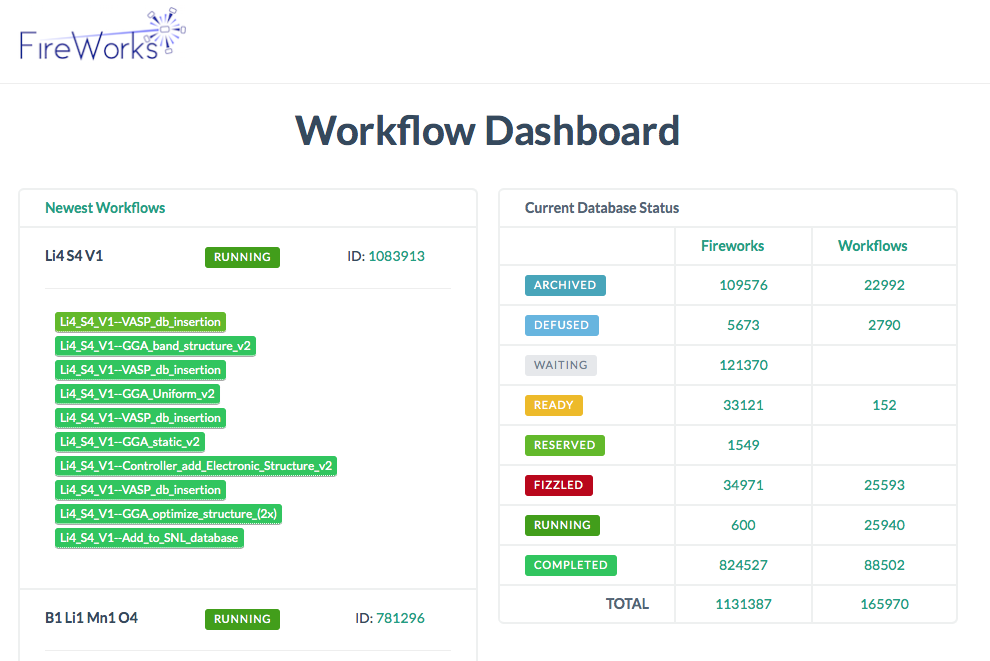 FireWorks
Workflow Dashboard
Newest Workflows
Li4 S4 V1 RUNNING ID: 1083913
Li4_S4_V1--VASP_db_insertion
Li4_S4_V1--GGA_band_structure_v2
Li4_S4_V1--VASP_db_insertion
Li4_S4_V1--GGA_Uniform_v2
Li4_S4_V1--VASP_db_insertion
Li4_S4_V1--GGA_static_v2
Li4_S4_V1--Controller_add_Electronic_Structure_v2
Li4_S4_V1--VASP_db_insertion
Li4_S4_V1--GGA_optimize_structure_(2x)
Li4_S4_V1--Add_to_SNL_database
B1 Li1 Mn1 O4 RUNNING ID: 781296
Current Database Status
Fireworks Workflows
ARCHIVED 109576 22992
DEFUSED 5673 2790
WAITING 121370
READY 33121 152
RESERVED 1549
FIZZLED 34971 25593
RUNNING 600 25940
COMPLETED 824527 88502
TOTAL 1131387 165970